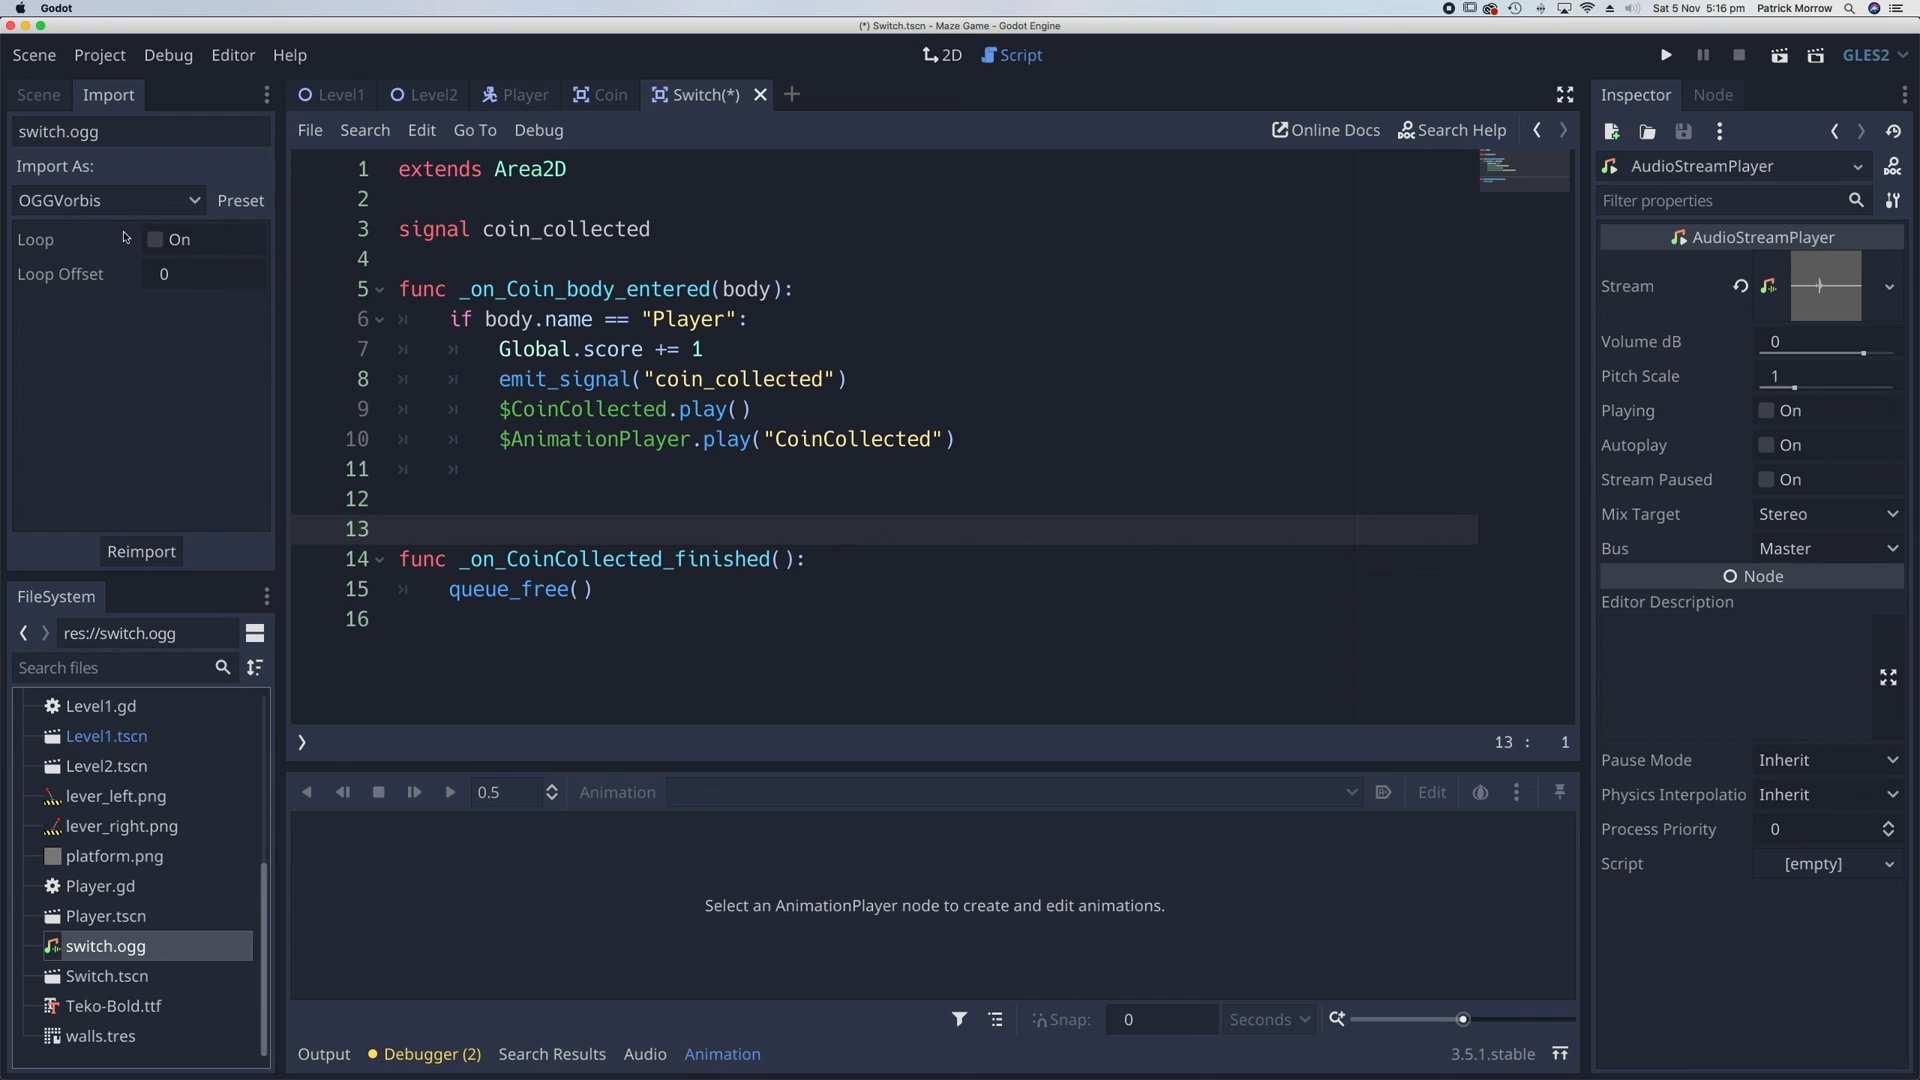 Godot
Sat 5 Nov 5:16 pm Patrick Morrow
(*) Switch.tscn - Maze Game - Godot Engine
Scene Project Debug Editor Help
2D Script
GLES2
Scene Import
Level1 Level2 Player Coin Switch(*)
Inspector Node
switch.ogg
File Search Edit Go To Debug
Online Docs Search Help
Import As:
OGGVorbis Preset
Loop On
Loop Offset 0
Reimport
1 extends Area2D
2
3 signal coin_collected
4
5 func _on_Coin_body_entered(body):
6 if body.name == "Player":
7 Global.score += 1
8 emit_signal("coin_collected")
9 $CoinCollected.play()
10 $AnimationPlayer.play("CoinCollected")
11
12
13
14 func _on_CoinCollected_finished():
15 queue_free()
16
13 : 1
AudioStreamPlayer
Filter properties
AudioStreamPlayer
Stream
Volume dB 0
Pitch Scale 1
Playing On
Autoplay On
Stream Paused On
Mix Target Stereo
Bus Master
Node
Editor Description
Pause Mode Inherit
Physics Interpolatio Inherit
Process Priority 0
Script [empty]
FileSystem
res://switch.ogg
Search files
Level1.gd
Level1.tscn
Level2.tscn
lever_left.png
lever_right.png
platform.png
Player.gd
Player.tscn
switch.ogg
Switch.tscn
Teko-Bold.ttf
walls.tres
0.5 Animation Edit
Select an AnimationPlayer node to create and edit animations.
Snap: 0 Seconds
Output Debugger (2) Search Results Audio Animation
3.5.1.stable